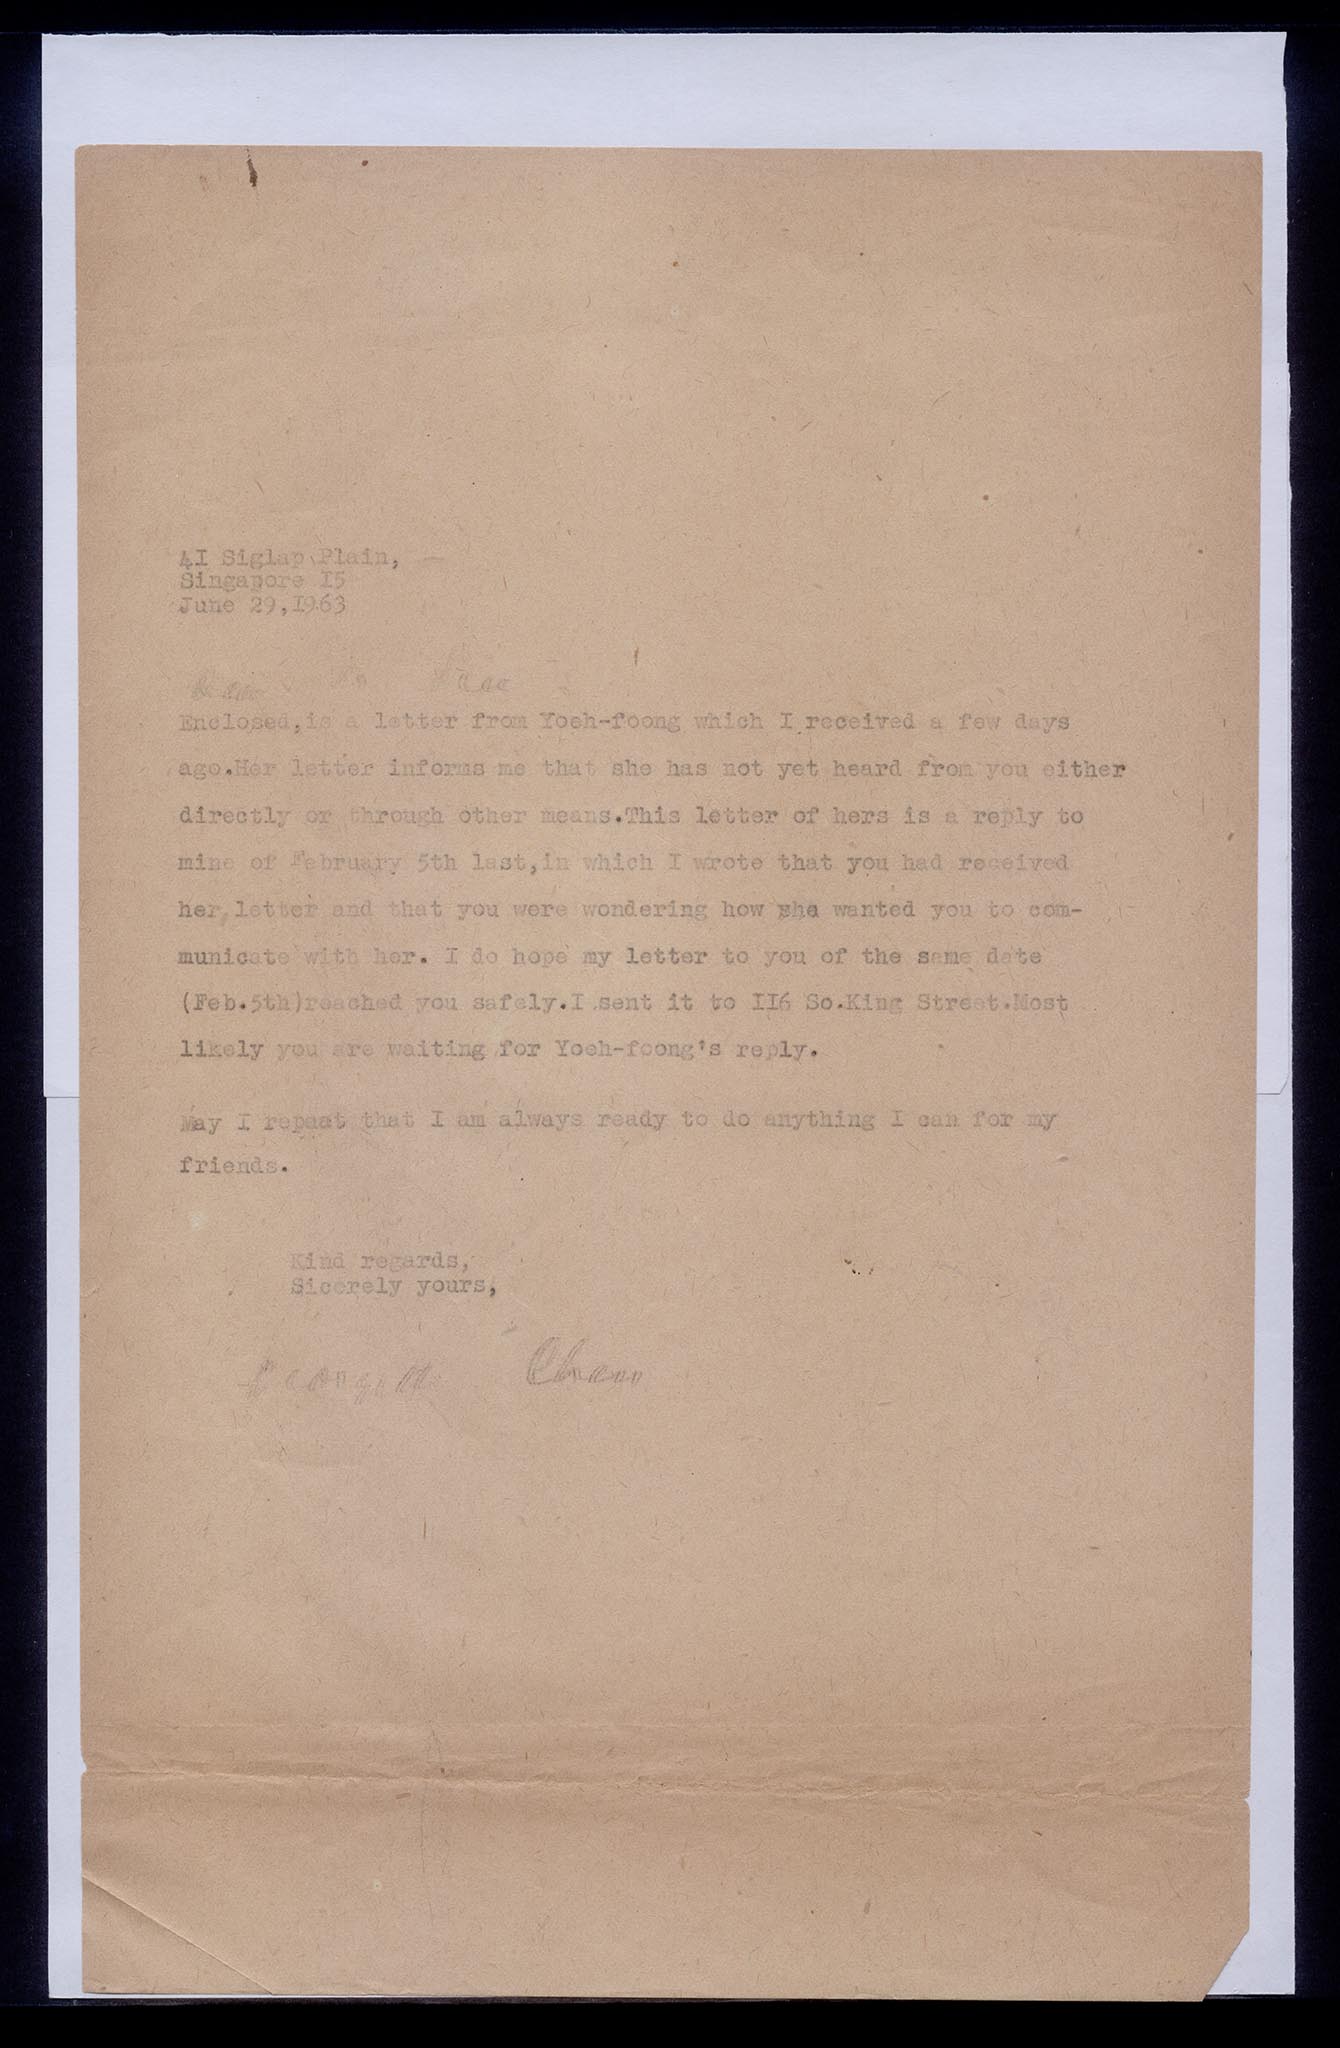 41 Siglap Plain,
Singapore I5
June 29,I963
Enclosed,is a letter from Yoeh-foong which I received a few days
ago.Her letter informs me that she has not yet heard from you either
directly or through other means.This letter of hers is a reply to
mine of February 5th last,in which I wrote that you had received
her letter and that you were wondering how she wanted you to com-
municate with her. I do hope my letter to you of the same date
(Feb.5th)reached you safely.I sent it to II6 So.King Street.Most
likely you are waiting for Yoeh-foong's reply.
May I repeat that I am always ready to do anything I can for my
friends.
Kind regards,
Sicerely yours,
Georgette Chen